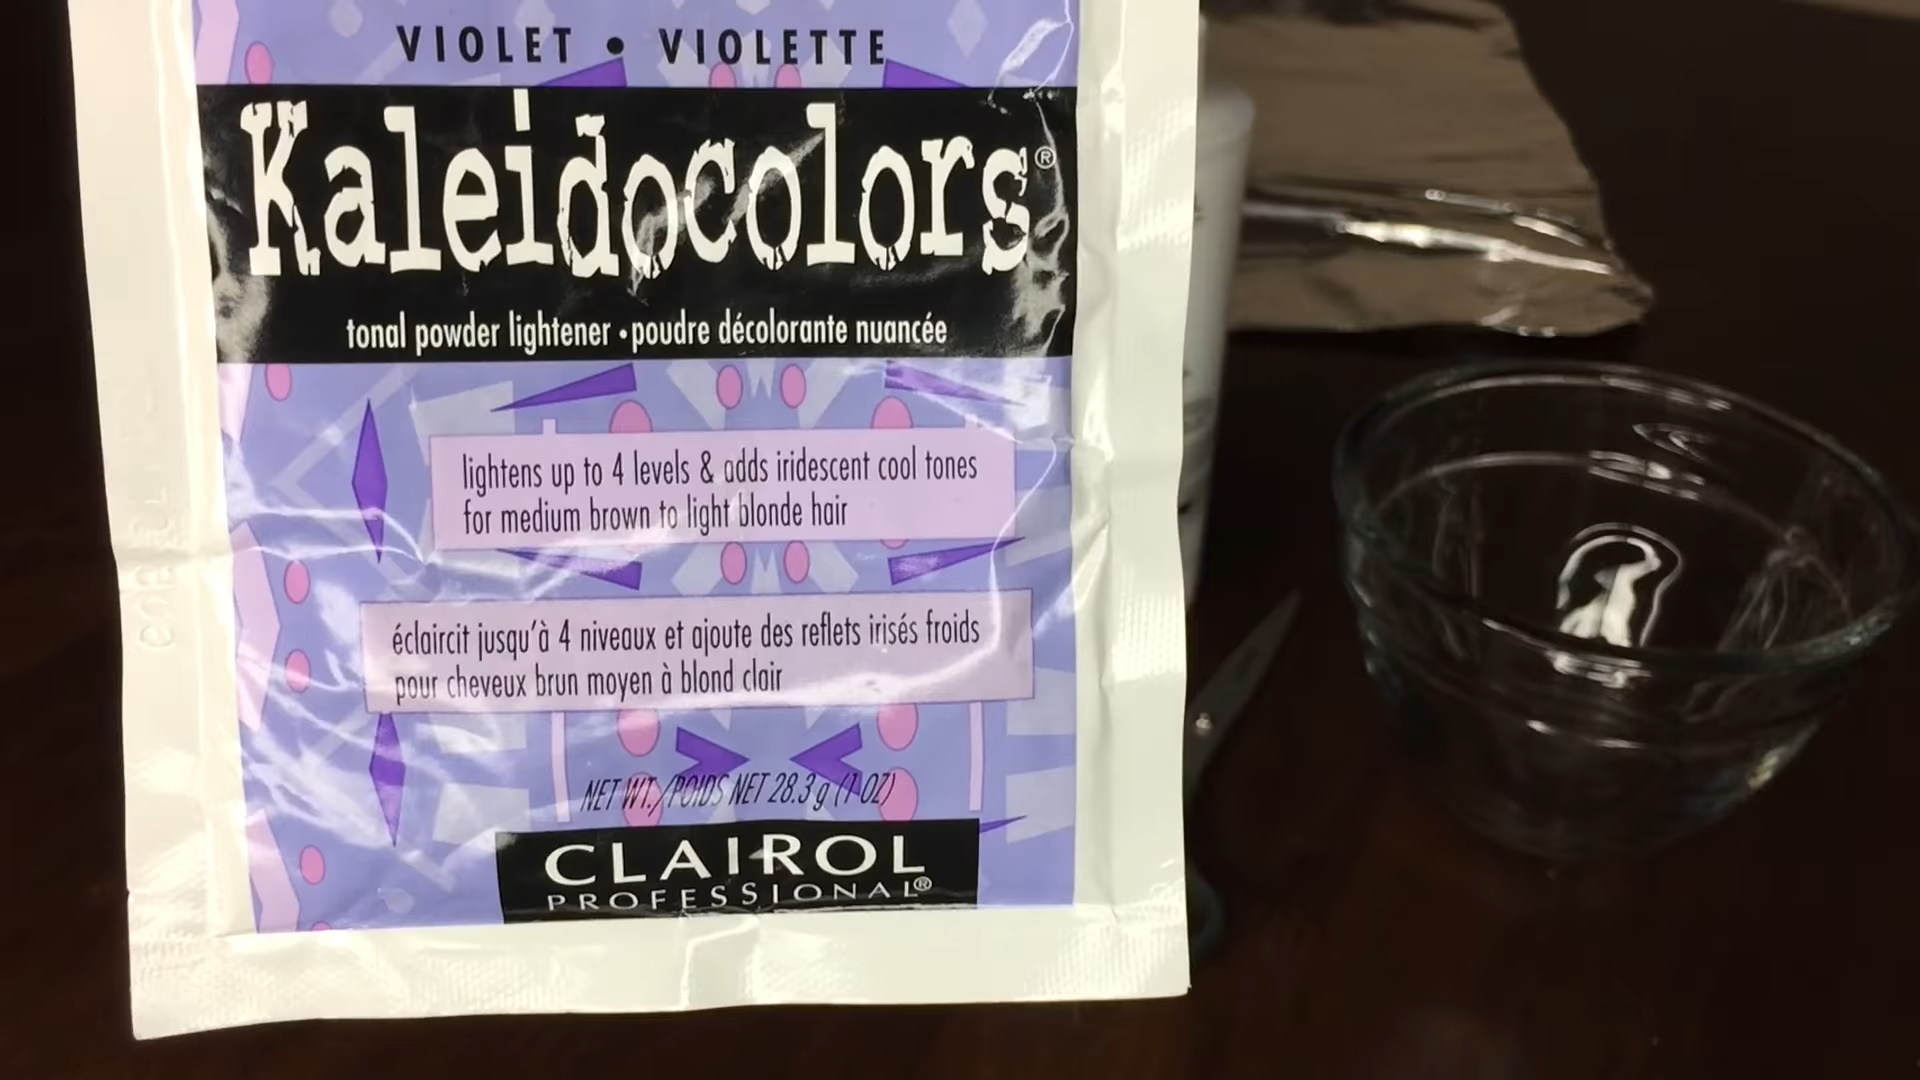 VIOLET • VIOLETTE
Kaleidocolors®
tonal powder lightener • poudre décolorante nuancée
lightens up to 4 levels & adds iridescent cool tones
for medium brown to light blonde hair
éclaircit jusqu'à 4 niveaux et ajoute des reflets irisés froids
pour cheveux brun moyen à blond clair
NET WT./POIDS NET 28.3 g (1 OZ)
CLAIROL
PROFESSIONAL®